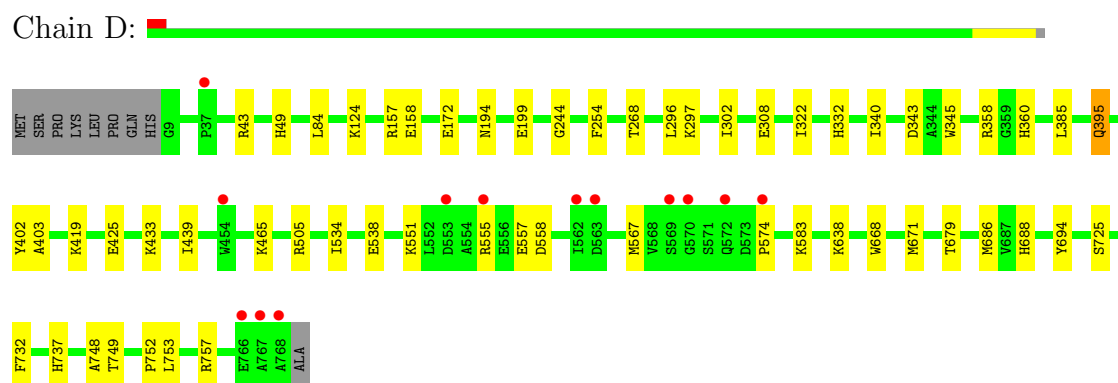 Chain D:
MET SER PRO LYS LEU PRO GLN HIS G9 P37 R43 H49 L84 K124 R157 E158 E172 N194 E199 G244 F254 T268 L296 K297 I302 E308 I322 H332 I340 D343 A344 W345 R358 G359 H360 L385 Q395
Y402 A403 K419 E425 K433 I439 W454 K465 R505 I534 E538 K551 L552 D553 A554 R555 E556 E557 D558 I562 D563 M567 V568 S569 G570 S571 Q572 D573 P574 K583 K638 W668 M671 T679 M686 V687 H688 Y694 S725
F732 H737 A748 T749 P752 L753 R757 E766 A767 A768 ALA